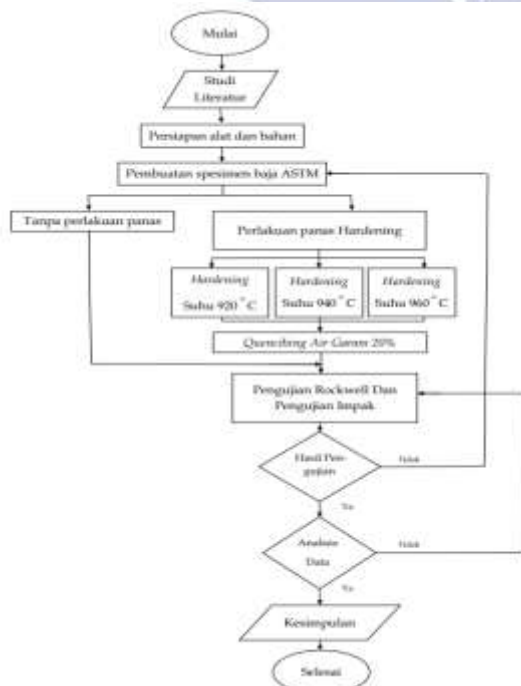 Mulai
Studi
Literatur
Persiapan alat dan bahan
Pembuatan spesimen baja ASTM
Tanpa perlakuan panas
Perlakuan panas Hardening
Hardening
Suhu 920°C
Hardening
Suhu 940°C
Hardening
Suhu 960°C
Quenching Air Garam 20%
Pengujian Rockwell Dan
Pengujian Impak
Hasil Pen-
gujian
Tidak
Ya
Analisis
Data
Tidak
Ya
Kesimpulan
Selesai